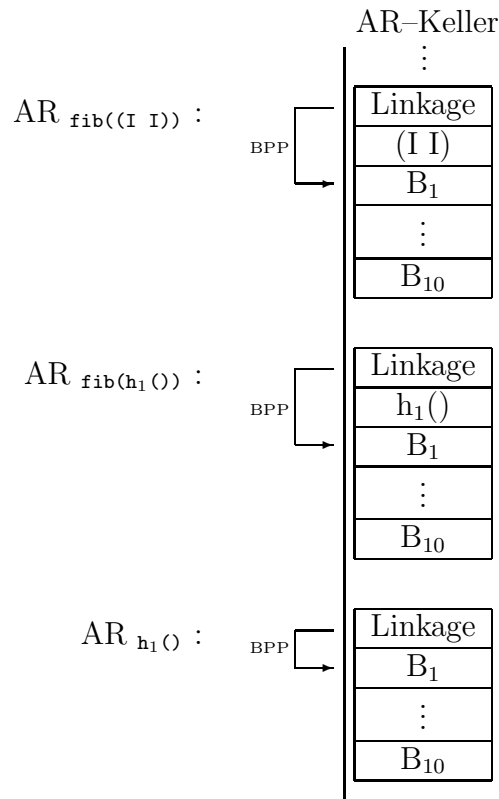 AR–Keller
⋮
AR fib((I I)) :
BPP
Linkage
(I I)
B₁
⋮
B₁₀
AR fib(h₁()) :
BPP
Linkage
h₁()
B₁
⋮
B₁₀
AR h₁() :
BPP
Linkage
B₁
⋮
B₁₀